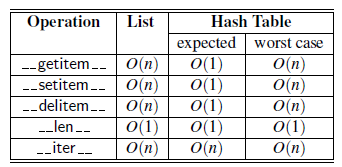 Operation List Hash Table
expected worst case
__getitem__ O(n) O(1) O(n)
__setitem__ O(n) O(1) O(n)
__delitem__ O(n) O(1) O(n)
__len__ O(1) O(1) O(1)
__iter__ O(n) O(n) O(n)